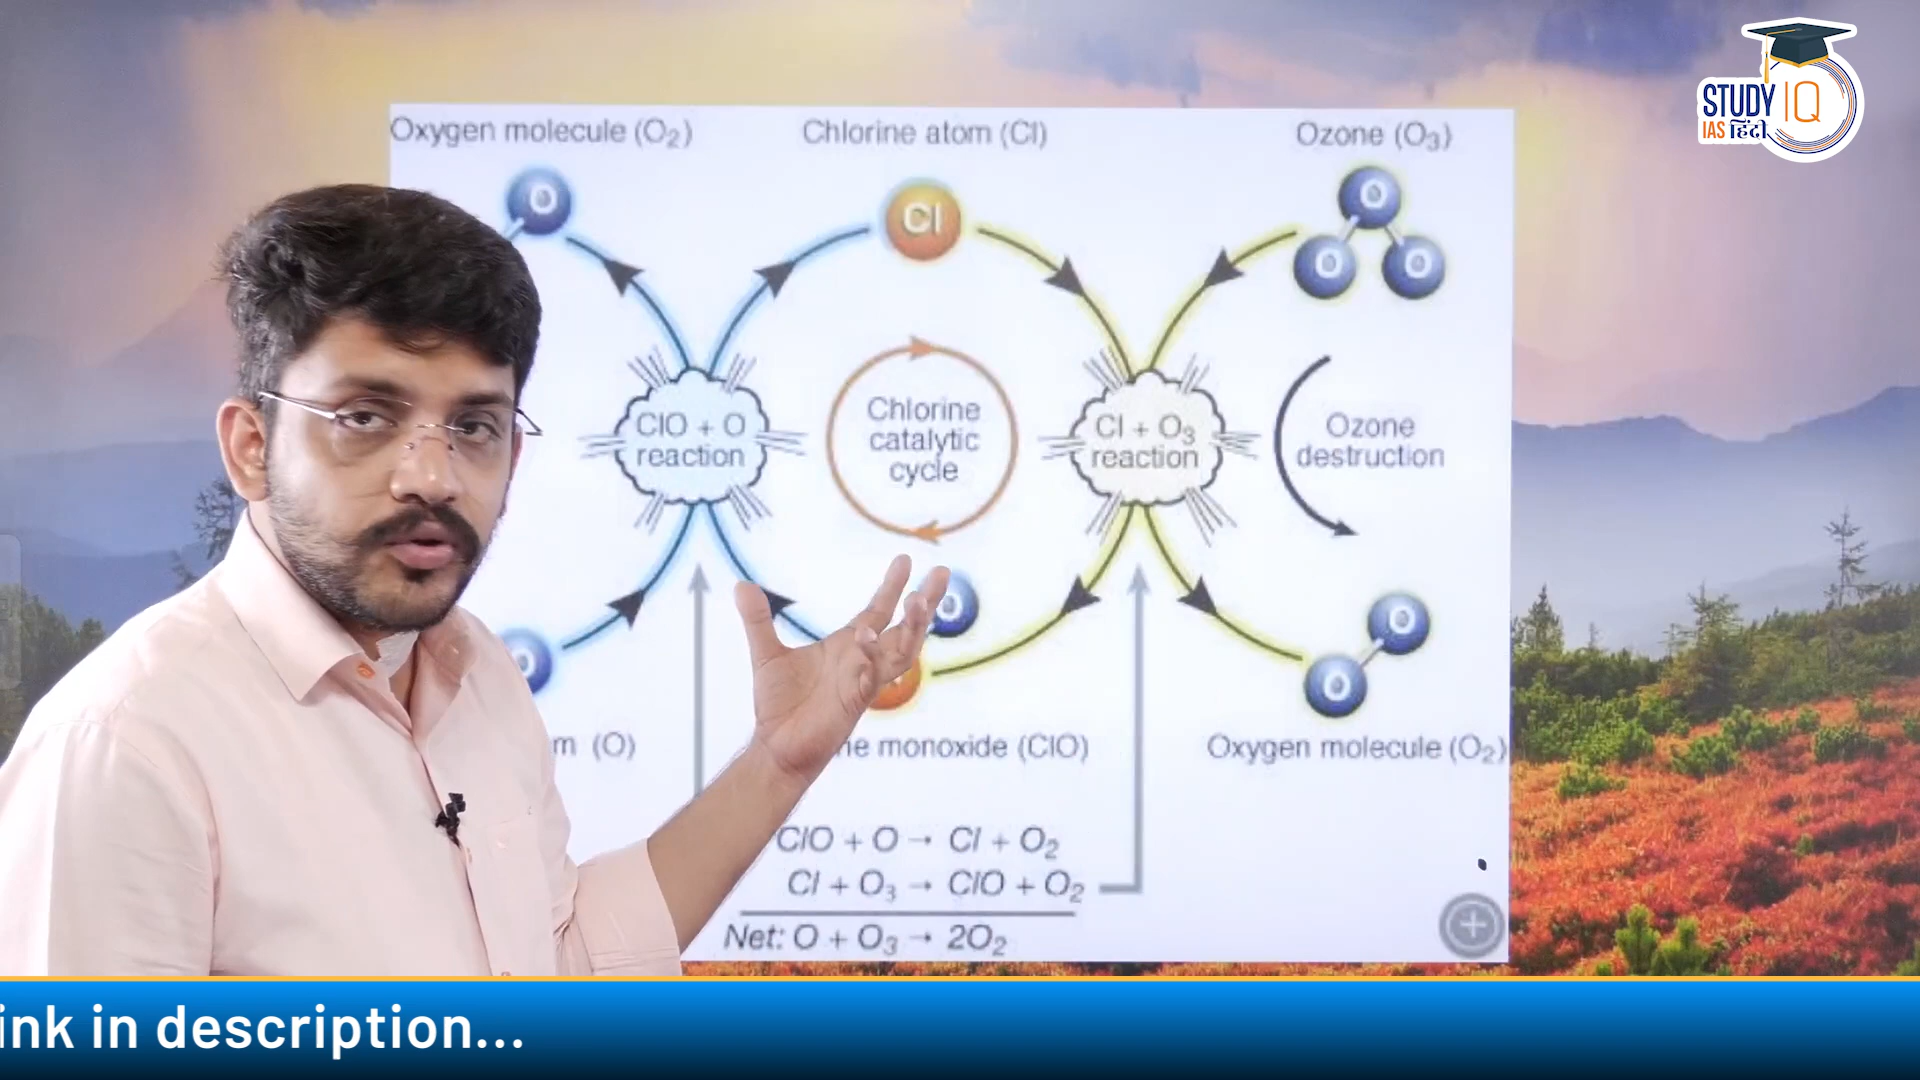 STUDY IQ
IAS हिंदी
Oxygen molecule (O₂)
Chlorine atom (Cl)
Ozone (O₃)
O
Cl
O
O
O
ClO + O
reaction
Chlorine
catalytic
cycle
Cl + O₃
reaction
Ozone
destruction
O
O
O
O
m (O)
ne monoxide (ClO)
Oxygen molecule (O₂)
ClO + O → Cl + O₂
Cl + O₃ → ClO + O₂
Net: O + O₃ → 2O₂
ink in description...